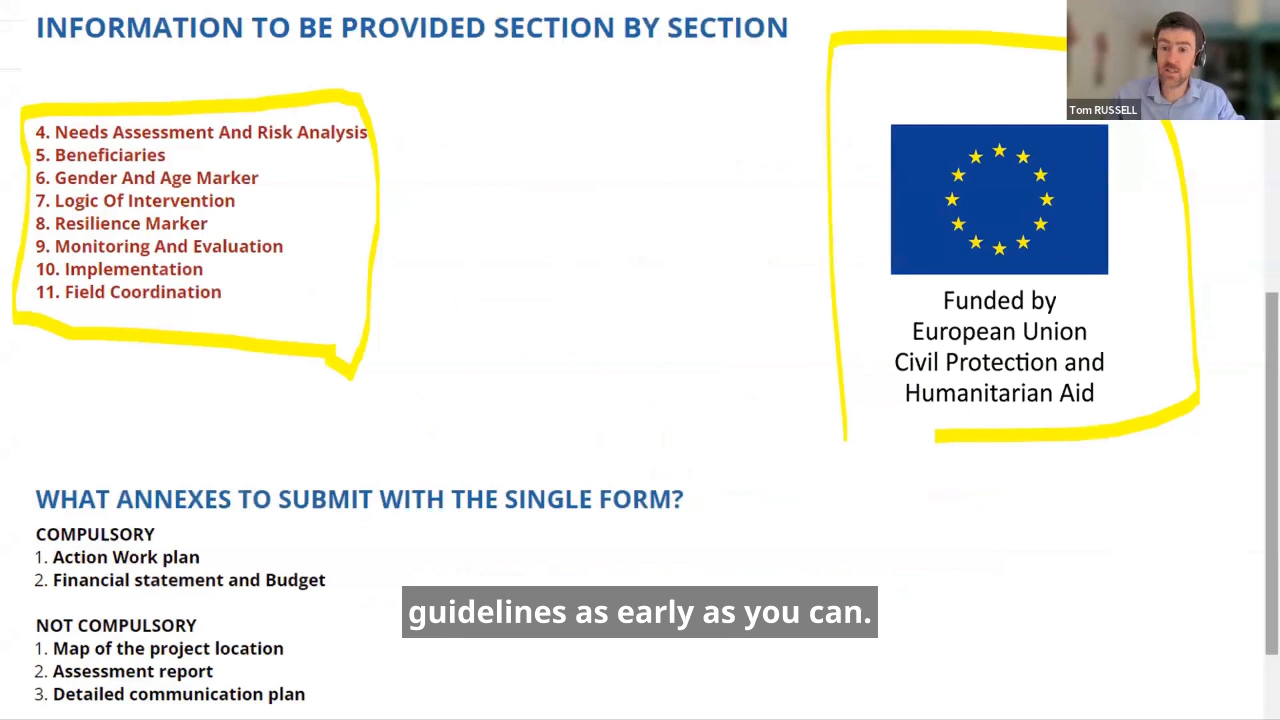 INFORMATION TO BE PROVIDED SECTION BY SECTION
Tom RUSSELL
4. Needs Assessment And Risk Analysis
5. Beneficiaries
6. Gender And Age Marker
7. Logic Of Intervention
8. Resilience Marker
9. Monitoring And Evaluation
10. Implementation
11. Field Coordination
Funded by
European Union
Civil Protection and
Humanitarian Aid
WHAT ANNEXES TO SUBMIT WITH THE SINGLE FORM?
COMPULSORY
1. Action Work plan
2. Financial statement and Budget
NOT COMPULSORY
1. Map of the project location
2. Assessment report
3. Detailed communication plan
guidelines as early as you can.